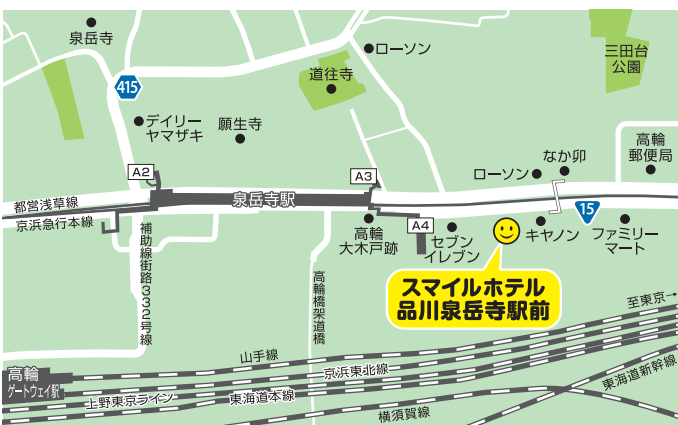 泉岳寺
415
デイリー
ヤマザキ
願生寺
道往寺
ローソン
三田台
公園
高輪
郵便局
なか卯
ローソン
A2
A3
都営浅草線
泉岳寺駅
京浜急行本線
15
A4
高輪
大木戸跡
セブン
イレブン
キヤノン
ファミリー
マート
補助線街路332号線
高輪橋架道橋
スマイルホテル
品川泉岳寺駅前
至東京→
山手線
京浜東北線
東海道新幹線
高輪
ゲートウェイ駅
上野東京ライン
東海道本線
横須賀線